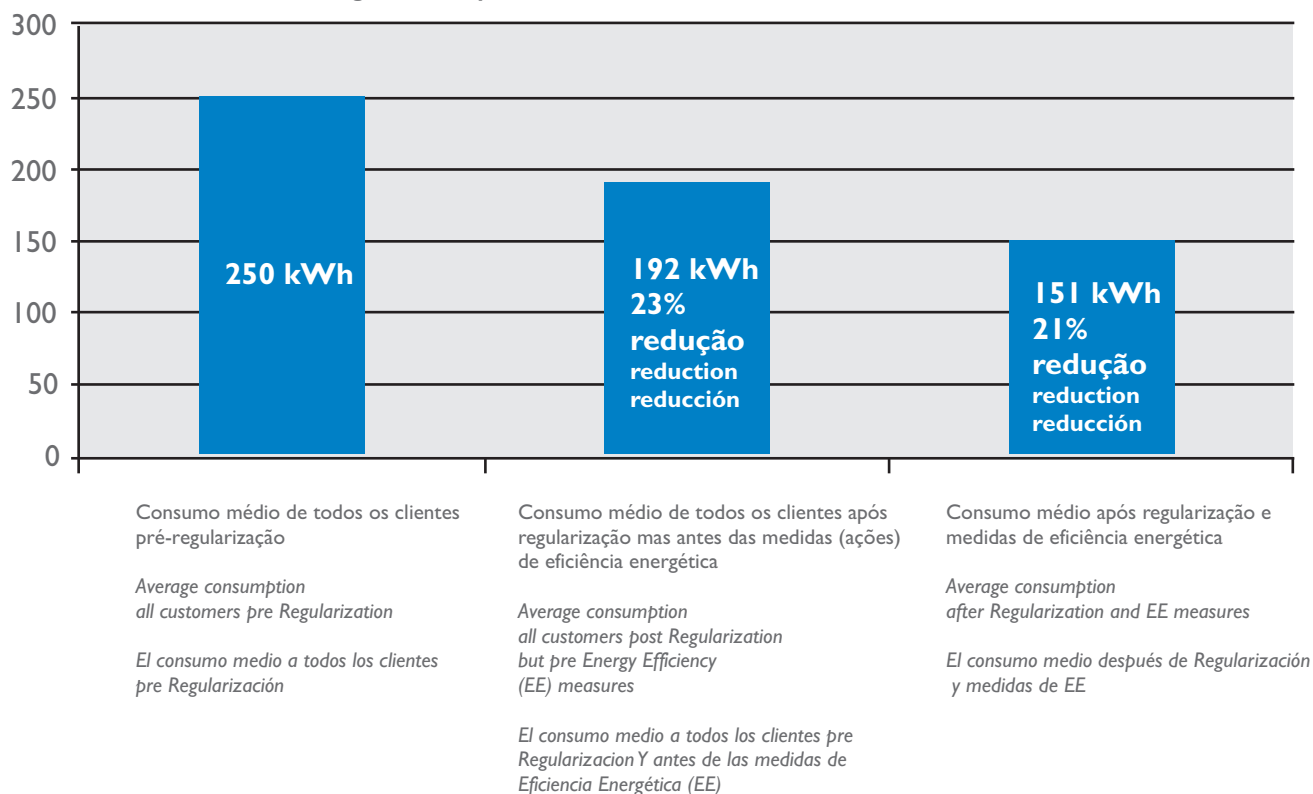 300
250
200
150
100
50
0
250 kWh
192 kWh
23%
redução
reduction
reducción
151 kWh
21%
redução
reduction
reducción
Consumo médio de todos os clientes
pré-regularização
Average consumption
all customers pre Regularization
El consumo medio a todos los clientes
pre Regularización
Consumo médio de todos os clientes após
regularização mas antes das medidas (ações)
de eficiência energética
Average consumption
all customers post Regularization
but pre Energy Efficiency
(EE) measures
El consumo medio a todos los clientes pre
Regularizacion Y antes de las medidas de
Eficiencia Energética (EE)
Consumo médio após regularização e
medidas de eficiência energética
Average consumption
after Regularization and EE measures
El consumo medio después de Regularización
y medidas de EE